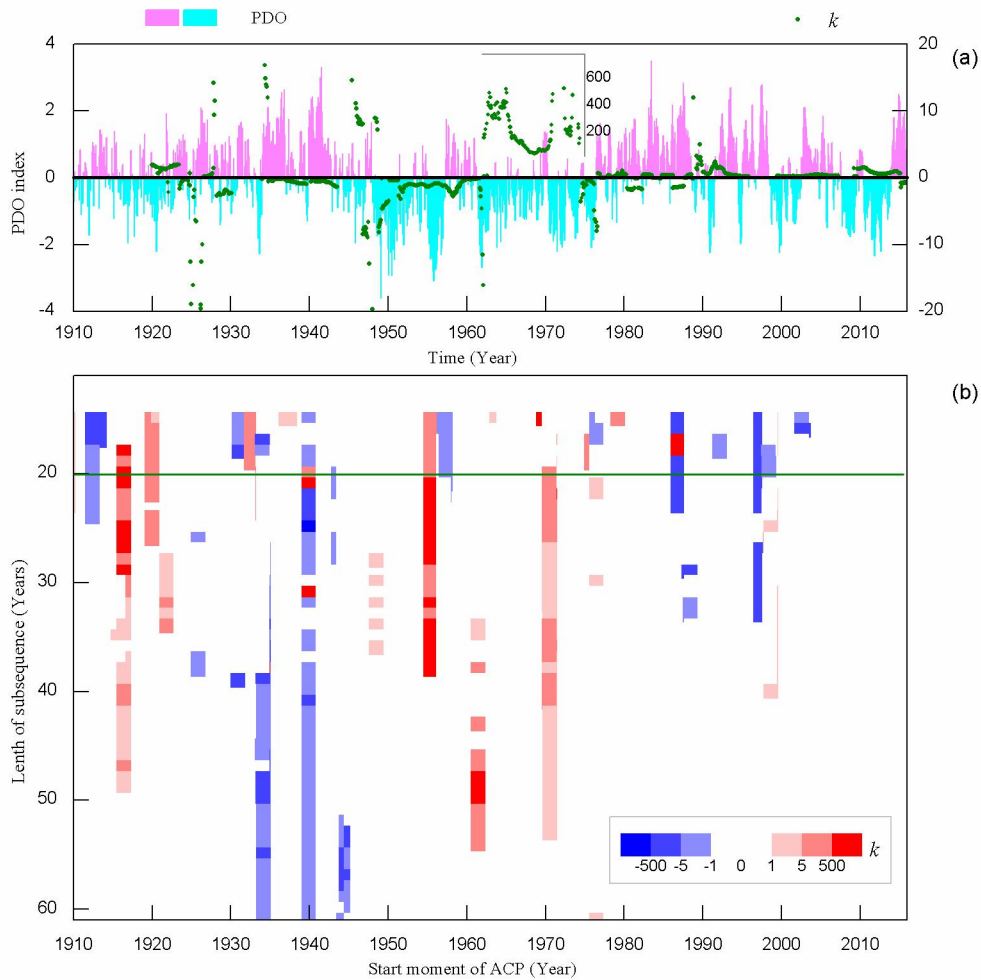 PDO k
4 20 (a)
600
2 400 10
200
0 0
PDO index
-2 -10
-4 -20
1910 1920 1930 1940 1950 1960 1970 1980 1990 2000 2010
Time (Year)
(b)
20
30
40
50
60
Lenth of subsequence (Years)
-500 -5 -1 0 1 5 500 k
1910 1920 1930 1940 1950 1960 1970 1980 1990 2000 2010
Start moment of ACP (Year)